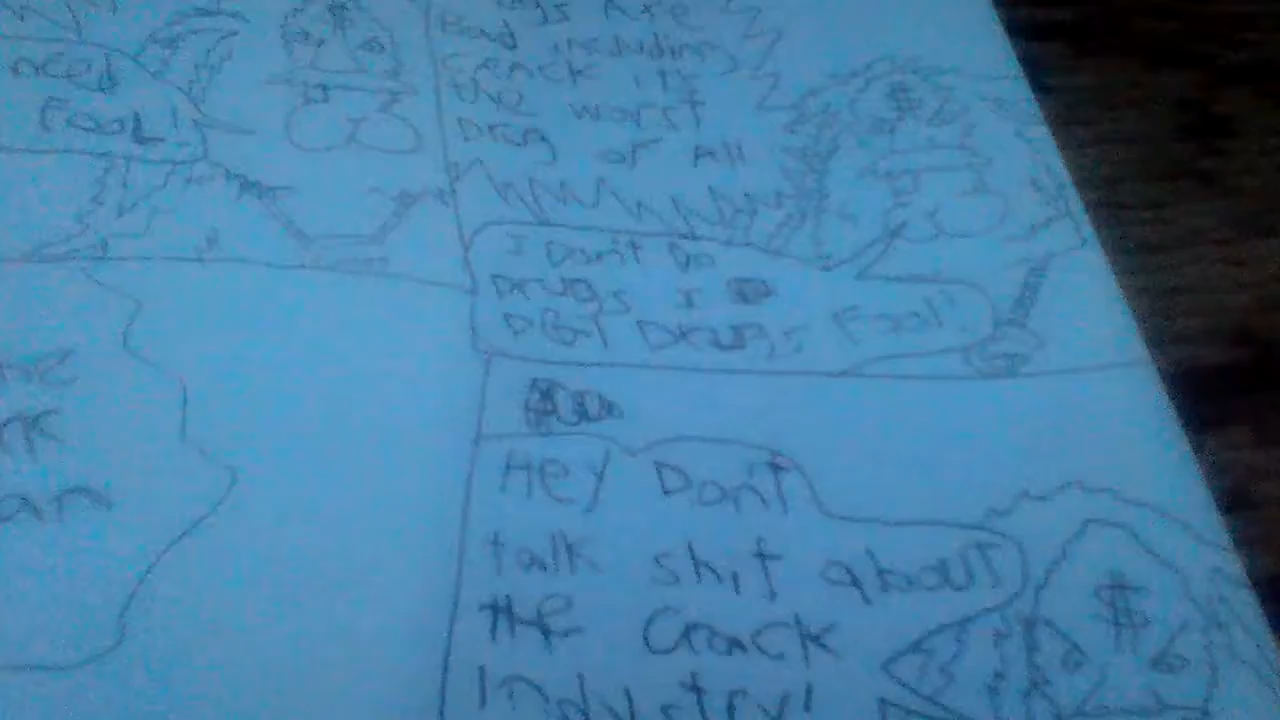 need
FOOL!
Are
Bad including
Crack it's
the worst
Drug of All
I Don't Do
Drugs I
Deal Drugs Fool!
Hey Don't
talk shit about
the Crack
Industry!
$
$
$